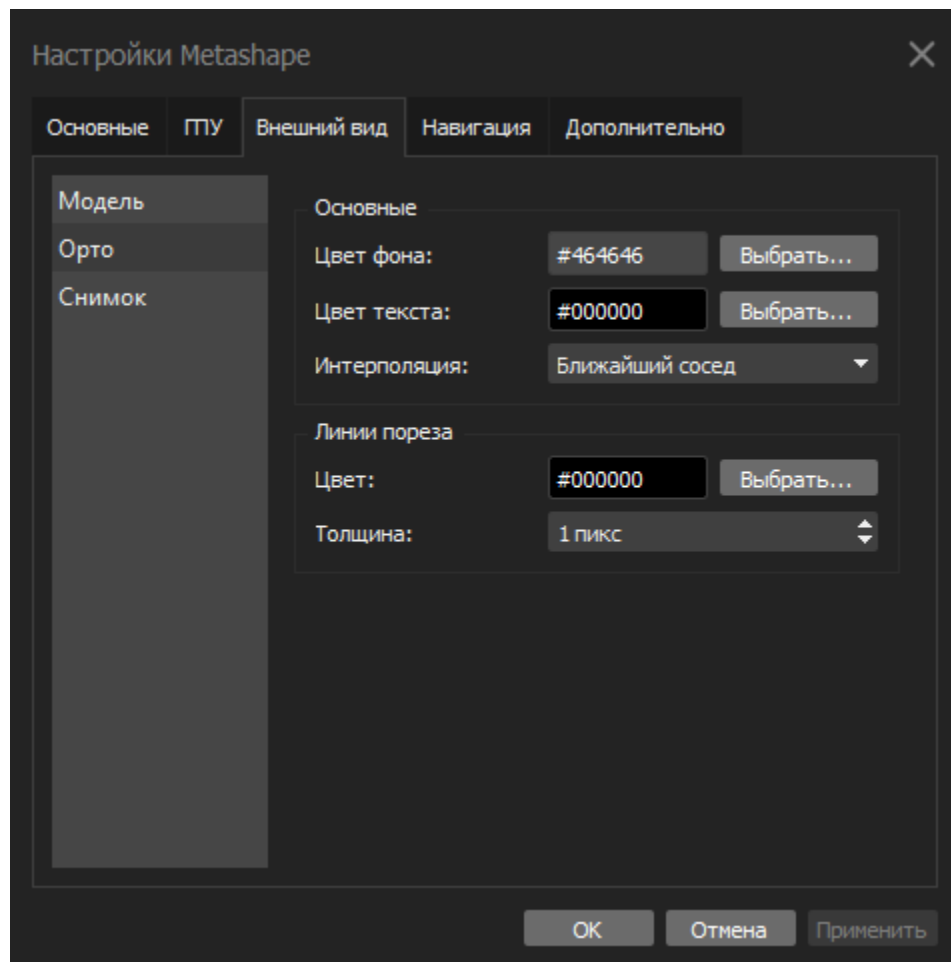 Настройки Metashape
Основные ГПУ Внешний вид Навигация Дополнительно
Модель
Орто
Снимок
Основные
Цвет фона: #464646 Выбрать...
Цвет текста: #000000 Выбрать...
Интерполяция: Ближайший сосед
Линии пореза
Цвет: #000000 Выбрать...
Толщина: 1 пикс
OK Отмена Применить